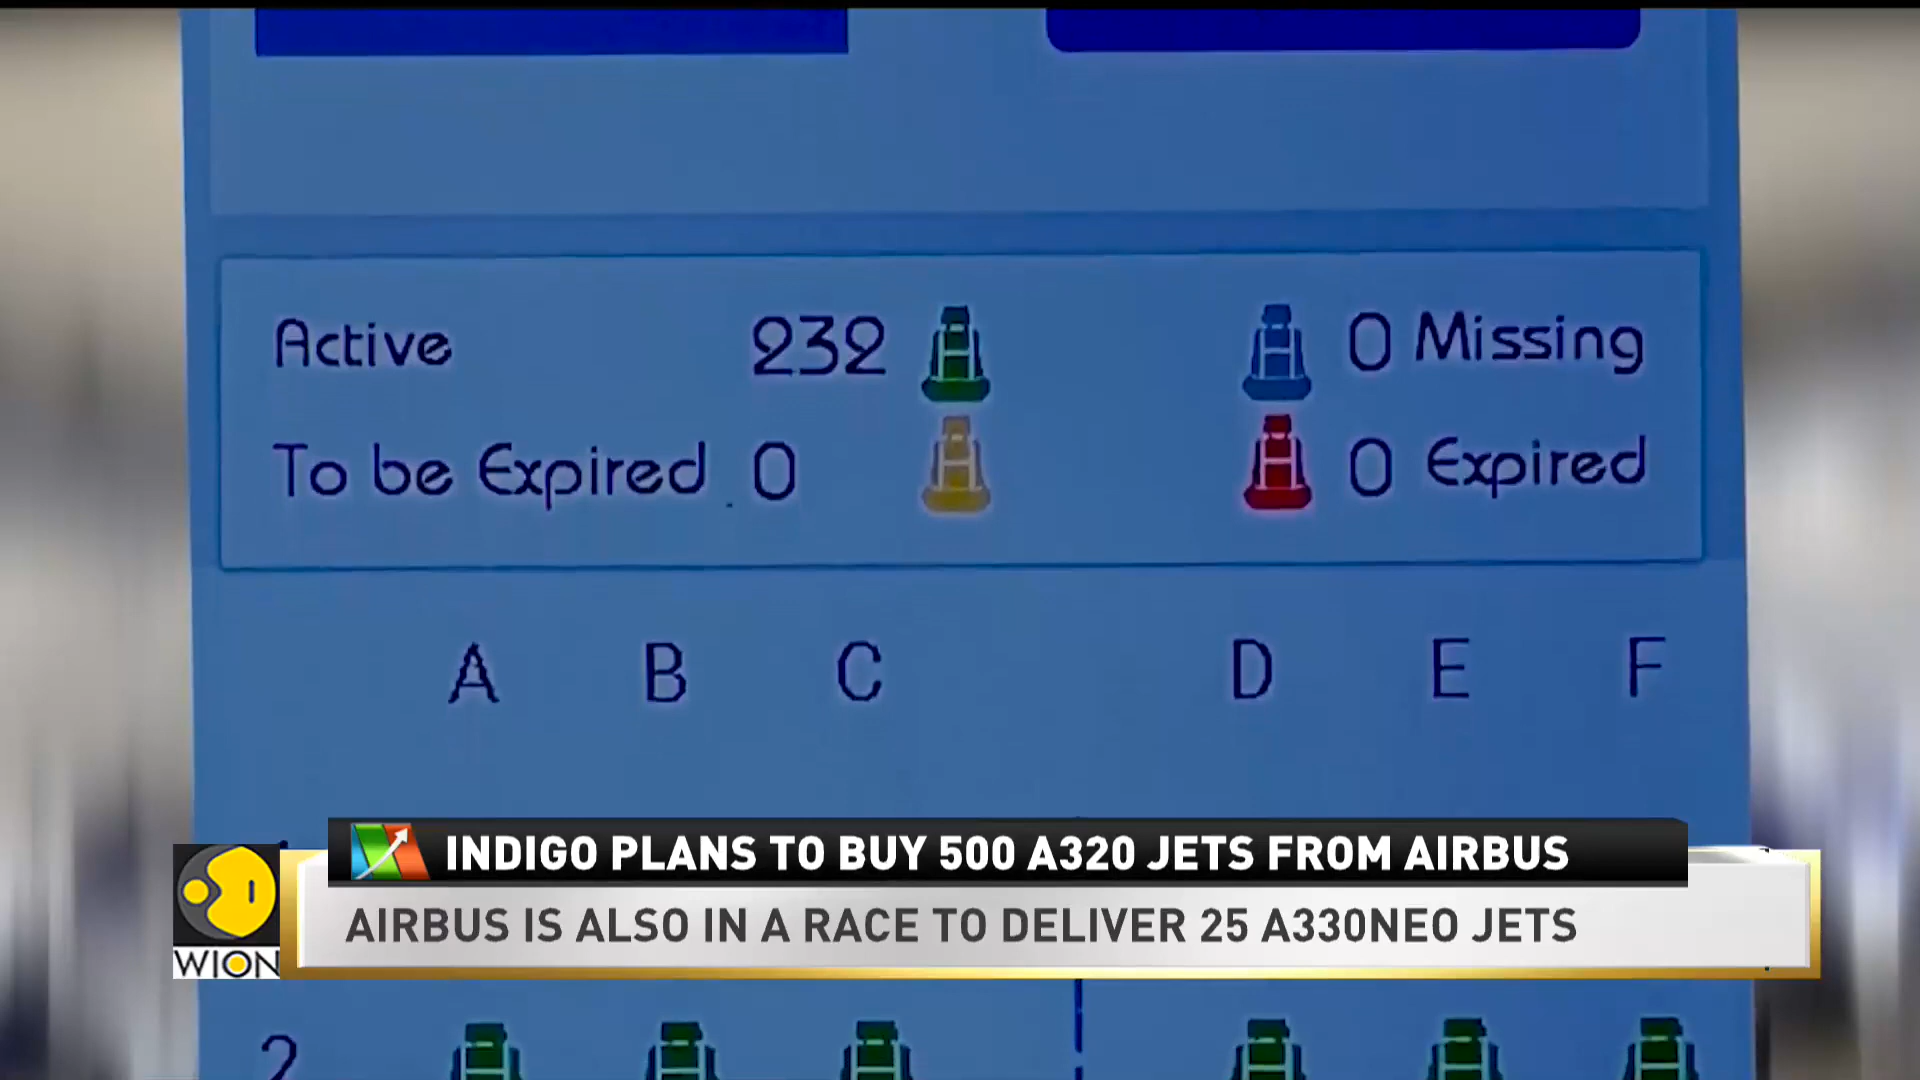 Active 232 0 Missing
To be Expired 0 0 Expired
A B C D E F
INDIGO PLANS TO BUY 500 A320 JETS FROM AIRBUS
AIRBUS IS ALSO IN A RACE TO DELIVER 25 A330NEO JETS
WION
2